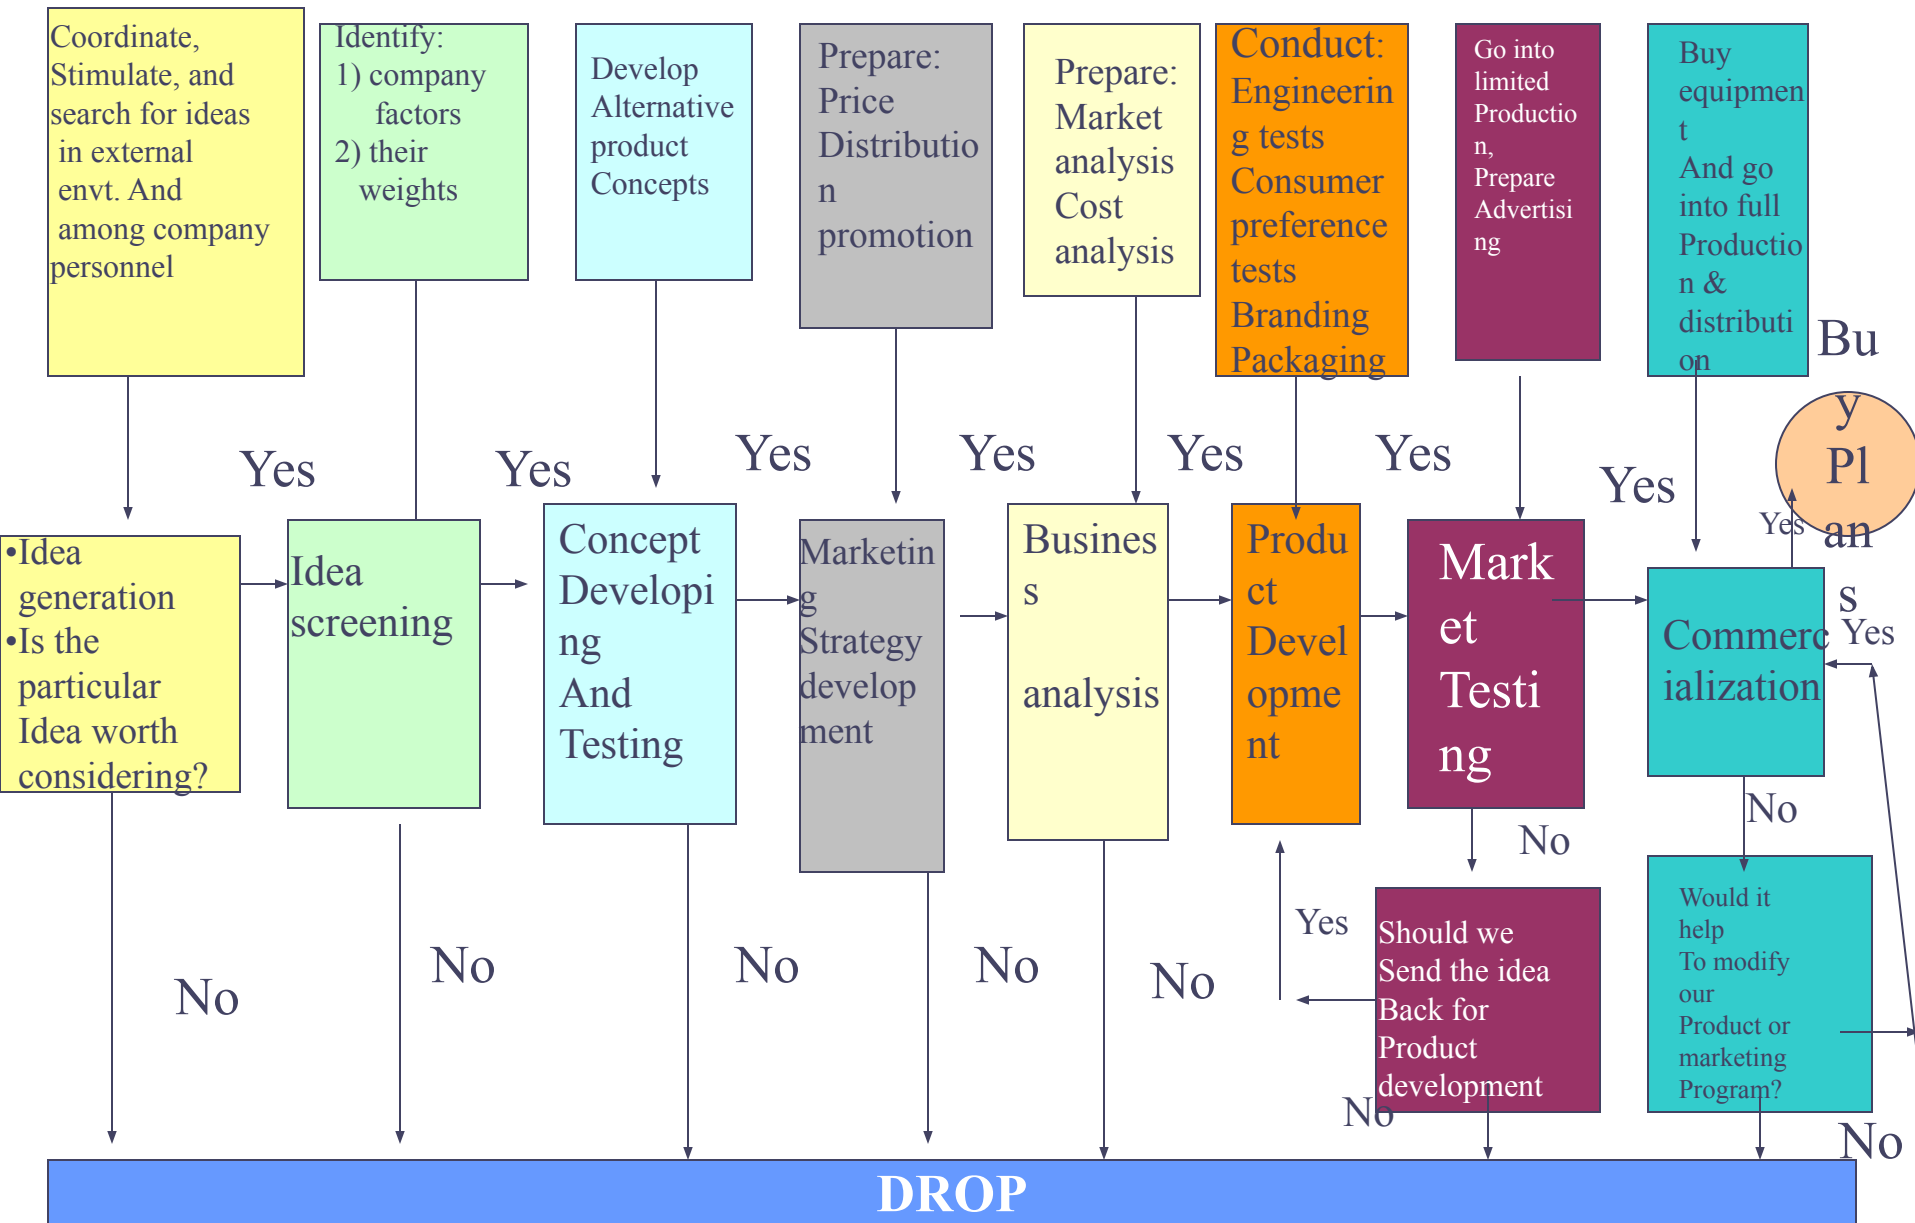 Coordinate,
Stimulate, and
search for ideas
in external
envt. And
among company
personnel
Identify:
1) company
factors
2) their
weights
Develop
Alternative
product
Concepts
Prepare:
Price
Distributio
n
promotion
Prepare:
Market
analysis
Cost
analysis
Conduct:
Engineerin
g tests
Consumer
preference
tests
Branding
Packaging
Go into
limited
Productio
n,
Prepare
Advertisi
ng
Buy
equipmen
t
And go
into full
Productio
n &
distributi
on
Bu
y
Pl
an
s
Yes
Yes
Yes
Yes
Yes
Yes
Yes
Yes
•Idea
generation
•Is the
particular
Idea worth
considering?
Idea
screening
Concept
Developi
ng
And
Testing
Marketin
g
Strategy
develop
ment
Busines
s
analysis
Produ
ct
Devel
opme
nt
Mark
et
Testi
ng
Commerc
ialization
Yes
No
No
No
No
No
No
No
Yes
Should we
Send the idea
Back for
Product
development
No
Would it
help
To modify
our
Product or
marketing
Program?
No
DROP